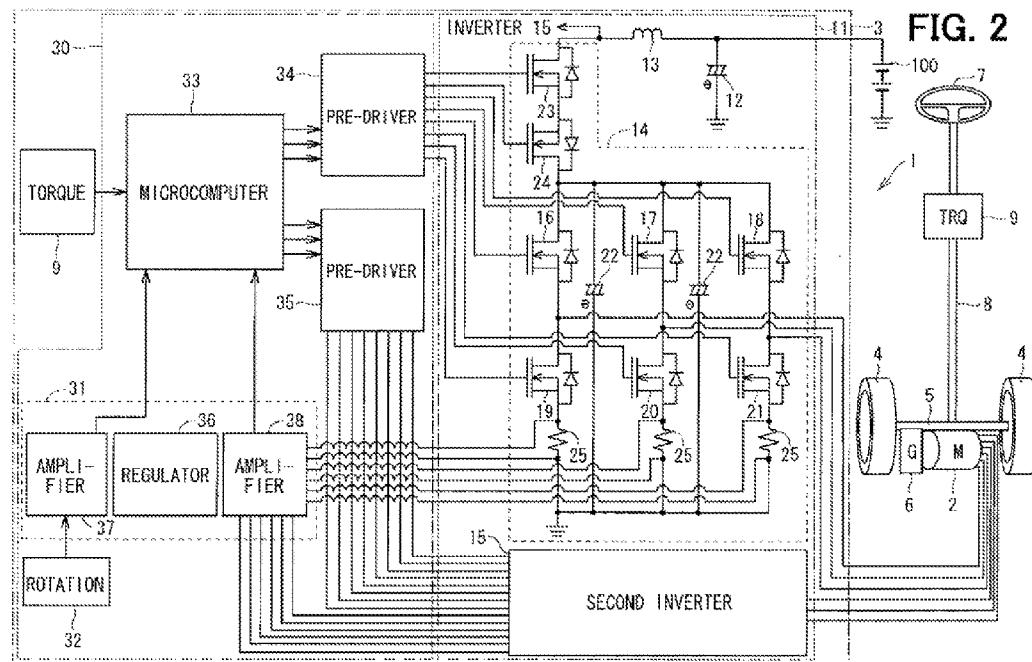 FIG. 2
INVERTER 15
11
3
30
33
34
PRE-DRIVER
MICROCOMPUTER
TORQUE
9
35
PRE-DRIVER
13
12
⊖
100
7
14
1
23
24
16
17
18
22
22
⊖
⊖
TRQ
9
8
19
20
21
25
25
25
4
4
5
G
M
6
2
31
36
38
AMPLI-
FIER
REGULATOR
AMPLI-
FIER
37
ROTATION
32
15
SECOND INVERTER